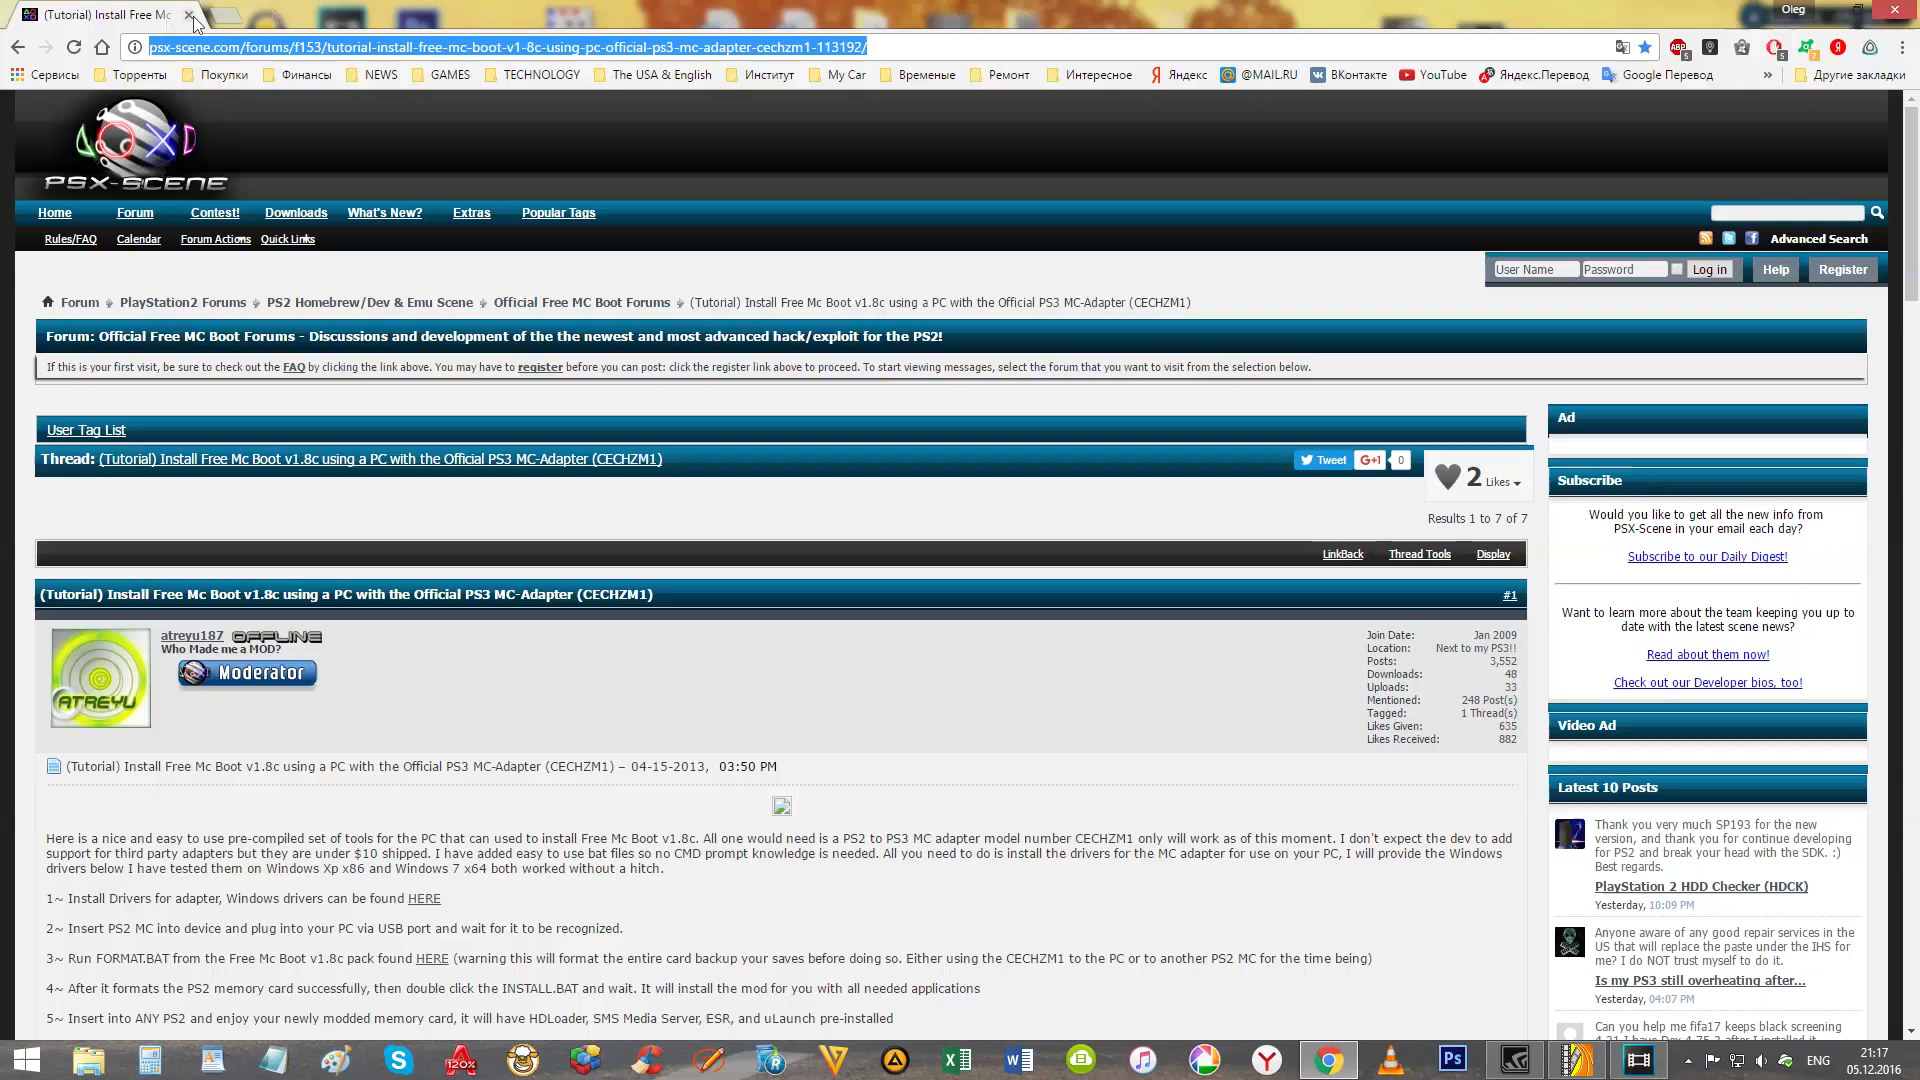 (Tutorial) Install Free Mc
Oleg
psx-scene.com/forums/f153/tutorial-install-free-mc-boot-v1-8c-using-pc-official-ps3-mc-adapter-cechzm1-113192/
Сервисы Торренты Покупки Финансы NEWS GAMES TECHNOLOGY The USA & English Институт My Car Временые Ремонт Интересное Яндекс @MAIL.RU ВКонтакте YouTube Яндекс.Перевод Google Перевод » Другие закладки
PSX-SCENE
Home Forum Contest! Downloads What's New? Extras Popular Tags
Rules/FAQ Calendar Forum Actions Quick Links Advanced Search
User Name Password Log in Help Register
Forum PlayStation2 Forums PS2 Homebrew/Dev & Emu Scene Official Free MC Boot Forums (Tutorial) Install Free Mc Boot v1.8c using a PC with the Official PS3 MC-Adapter (CECHZM1)
Forum: Official Free MC Boot Forums - Discussions and development of the the newest and most advanced hack/exploit for the PS2!
If this is your first visit, be sure to check out the FAQ by clicking the link above. You may have to register before you can post: click the register link above to proceed. To start viewing messages, select the forum that you want to visit from the selection below.
User Tag List
Thread: (Tutorial) Install Free Mc Boot v1.8c using a PC with the Official PS3 MC-Adapter (CECHZM1)
Tweet G+1 0
2 Likes
Results 1 to 7 of 7
LinkBack Thread Tools Display
(Tutorial) Install Free Mc Boot v1.8c using a PC with the Official PS3 MC-Adapter (CECHZM1) #1
atreyu187 OFFLINE
Who Made me a MOD?
Moderator
ATREYU
Join Date: Jan 2009
Location: Next to my PS3!!
Posts: 3,552
Downloads: 48
Uploads: 33
Mentioned: 248 Post(s)
Tagged: 1 Thread(s)
Likes Given: 635
Likes Received: 882
(Tutorial) Install Free Mc Boot v1.8c using a PC with the Official PS3 MC-Adapter (CECHZM1) – 04-15-2013, 03:50 PM
Here is a nice and easy to use pre-compiled set of tools for the PC that can used to install Free Mc Boot v1.8c. All one would need is a PS2 to PS3 MC adapter model number CECHZM1 only will work as of this moment. I don't expect the dev to add
support for third party adapters but they are under $10 shipped. I have added easy to use bat files so no CMD prompt knowledge is needed. All you need to do is install the drivers for the MC adapter for use on your PC, I will provide the Windows
drivers below I have tested them on Windows Xp x86 and Windows 7 x64 both worked without a hitch.
1~ Install Drivers for adapter, Windows drivers can be found HERE
2~ Insert PS2 MC into device and plug into your PC via USB port and wait for it to be recognized.
3~ Run FORMAT.BAT from the Free Mc Boot v1.8c pack found HERE (warning this will format the entire card backup your saves before doing so. Either using the CECHZM1 to the PC or to another PS2 MC for the time being)
4~ After it formats the PS2 memory card successfully, then double click the INSTALL.BAT and wait. It will install the mod for you with all needed applications
5~ Insert into ANY PS2 and enjoy your newly modded memory card, it will have HDLoader, SMS Media Server, ESR, and uLaunch pre-installed
Ad
Subscribe
Would you like to get all the new info from
PSX-Scene in your email each day?
Subscribe to our Daily Digest!
Want to learn more about the team keeping you up to
date with the latest scene news?
Read about them now!
Check out our Developer bios, too!
Video Ad
Latest 10 Posts
Thank you very much SP193 for the new
version, and thank you for continue developing
for PS2 and break your head with the SDK. :)
Best regards.
PlayStation 2 HDD Checker (HDCK)
Yesterday, 10:09 PM
Anyone aware of any good repair services in the
US that will replace the paste under the IHS for
me? I do NOT trust myself to do it.
Is my PS3 still overheating after...
Yesterday, 04:07 PM
Can you help me fifa17 keeps black screening
ENG
21:17
05.12.2016